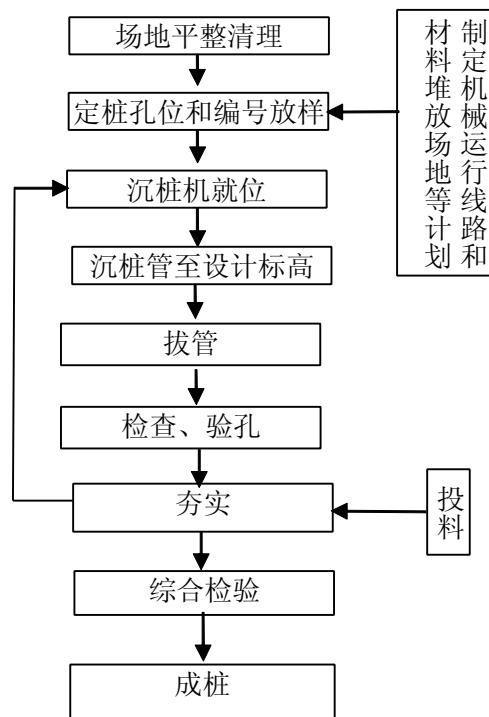 场地平整清理
定桩孔位和编号放样
制定机械运行线路和
材料堆放场地等计划
沉桩机就位
沉桩管至设计标高
拔管
检查、验孔
夯实
投料
综合检验
成桩